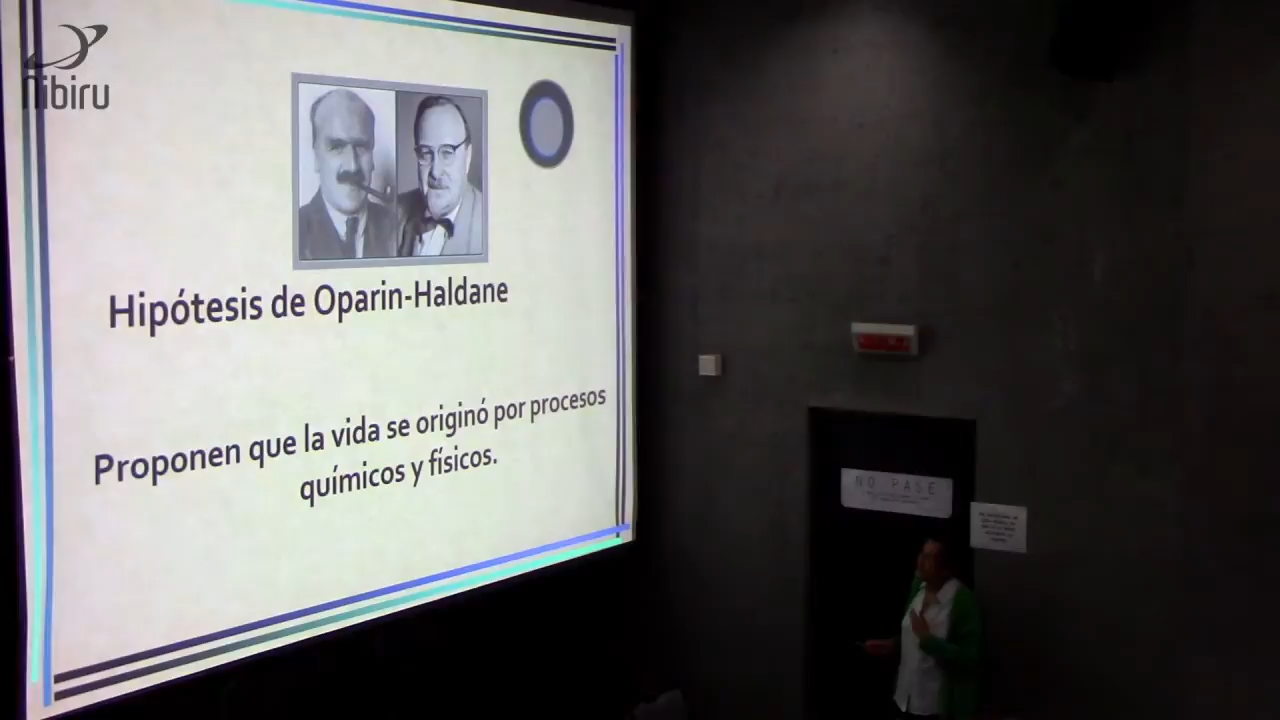 Nibiru
Hipótesis de Oparin-Haldane
Proponen que la vida se originó por procesos
químicos y físicos.
NO PASE